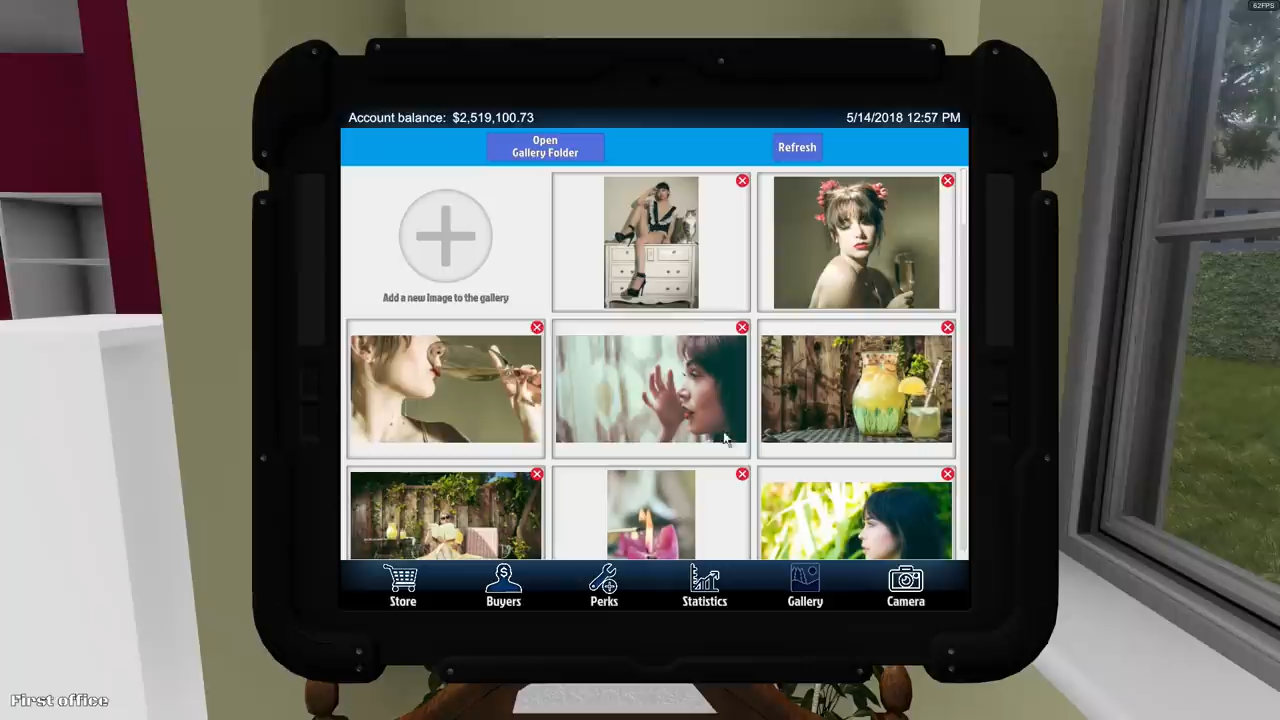 62FPS
Account balance: $2,519,100.73
5/14/2018 12:57 PM
Open
Gallery Folder
Refresh
Add a new image to the gallery
Store
Buyers
Perks
Statistics
Gallery
Camera
First office